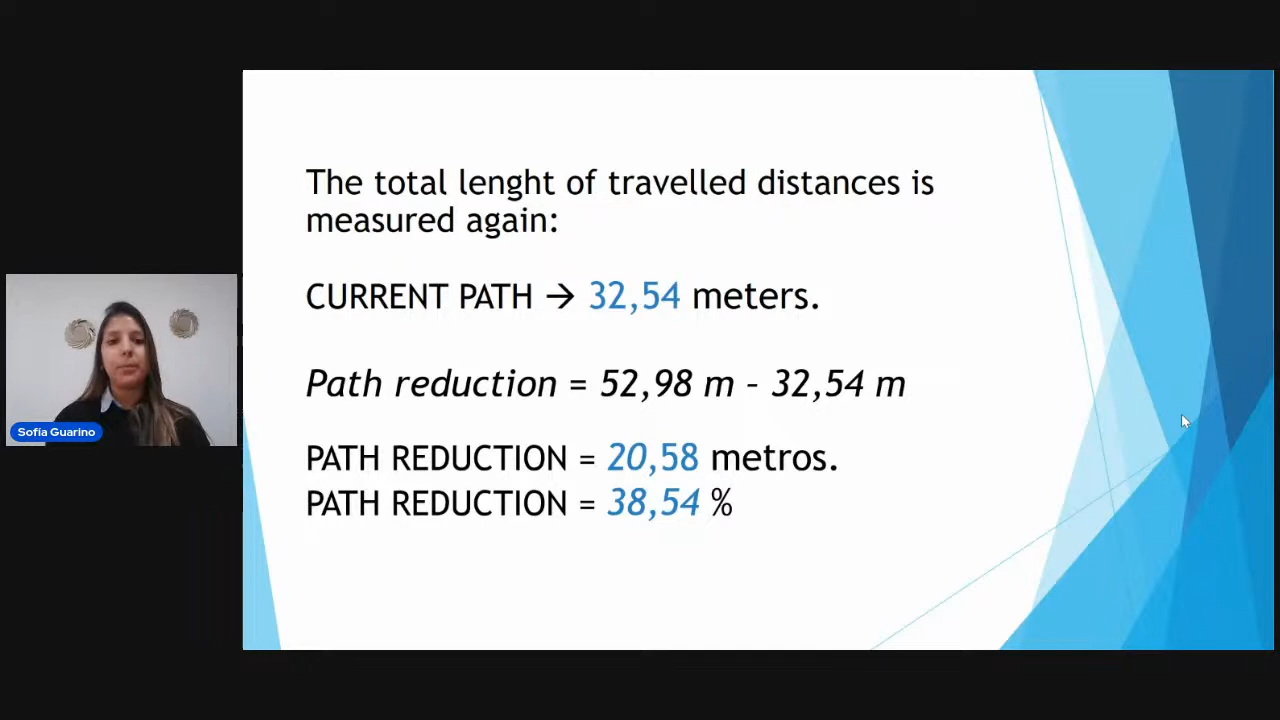 The total lenght of travelled distances is
measured again:
CURRENT PATH → 32,54 meters.
Path reduction = 52,98 m – 32,54 m
PATH REDUCTION = 20,58 metros.
PATH REDUCTION = 38,54 %
Sofía Guarino